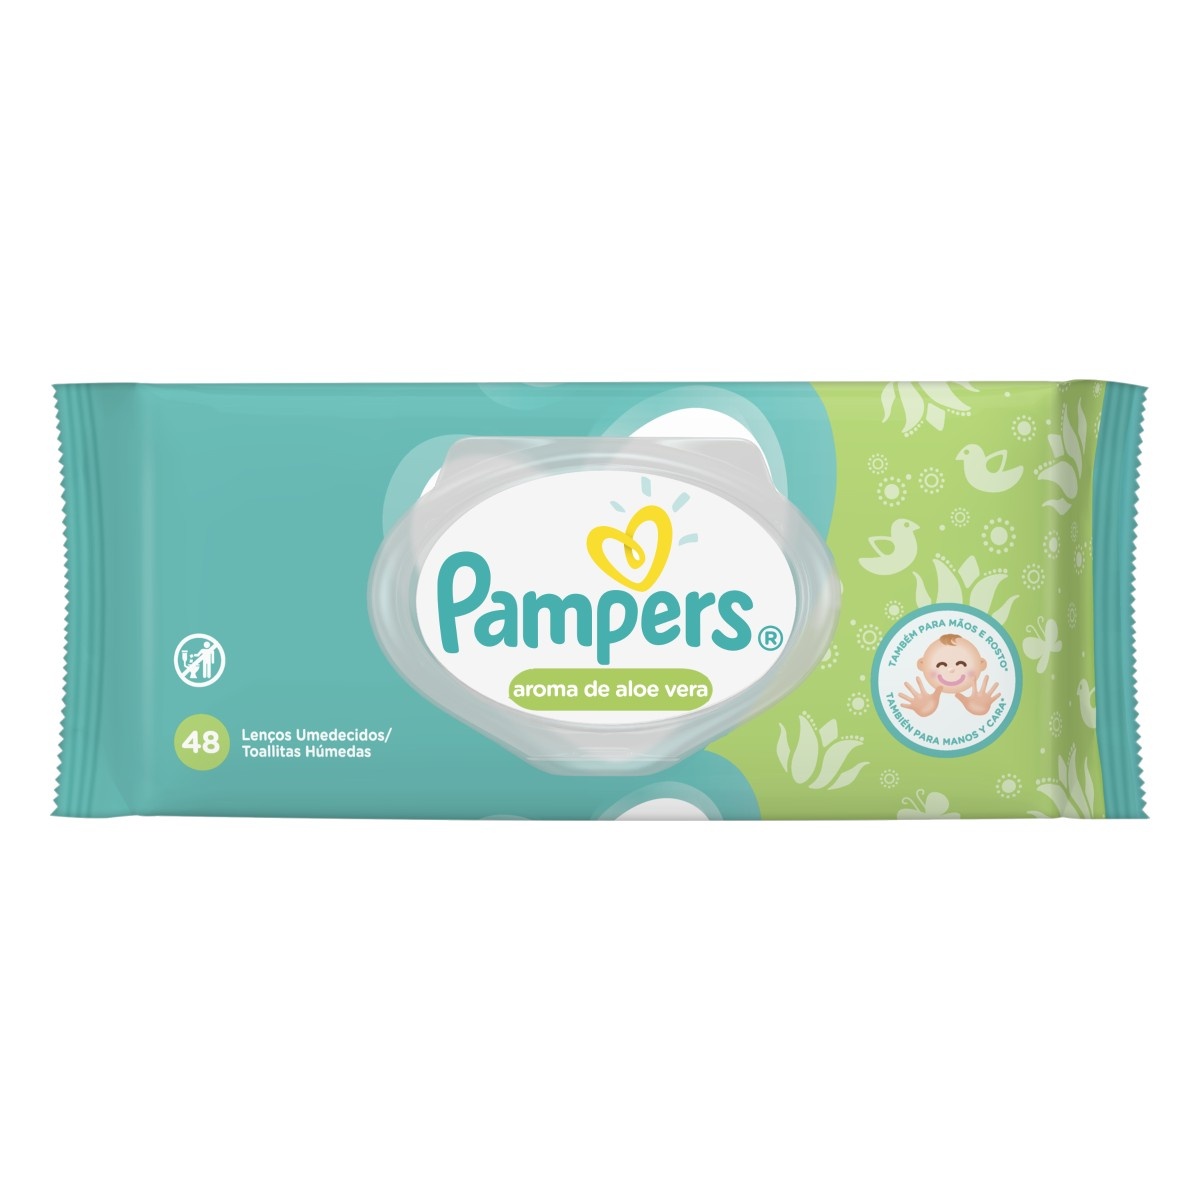 Pampers®
aroma de aloe vera
48
Lenços Umedecidos/
Toallitas Húmedas
TAMBÉM PARA MÃOS E ROSTO*
TAMBIÉN PARA MANOS Y CARA*